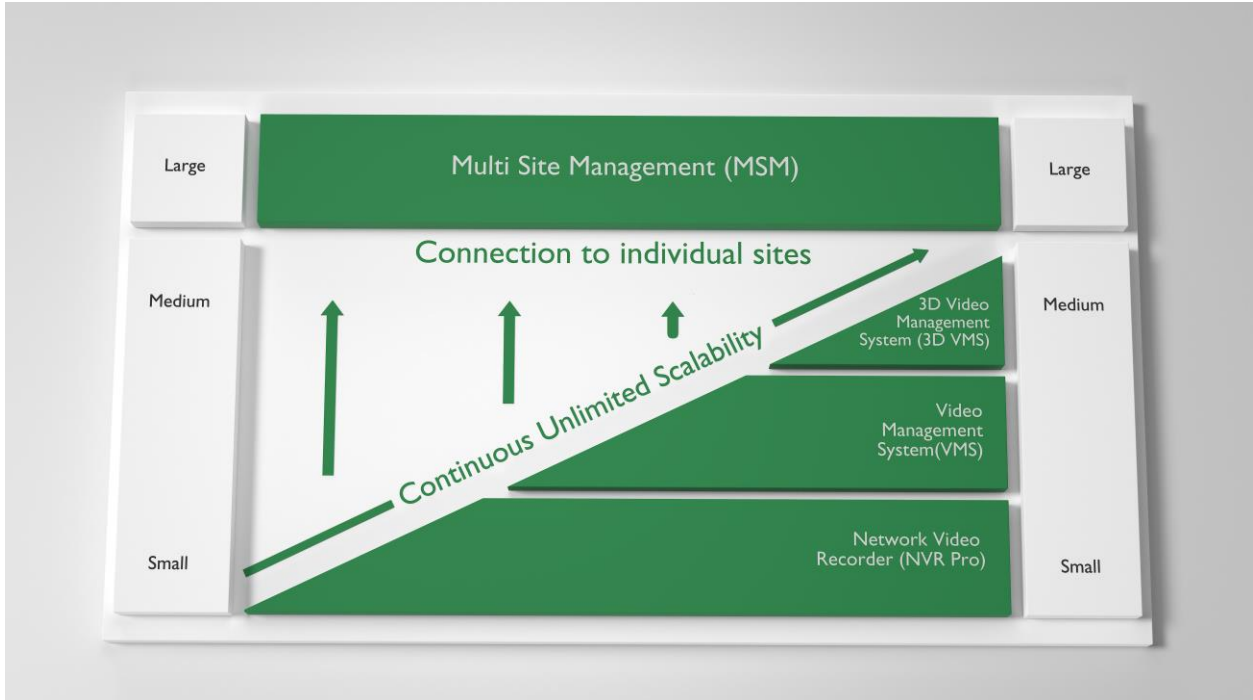 Large
Multi Site Management (MSM)
Large
Connection to individual sites
Medium
Medium
3D Video
Management
System (3D VMS)
Continuous Unlimited Scalability
Video
Management
System(VMS)
Small
Network Video
Recorder (NVR Pro)
Small